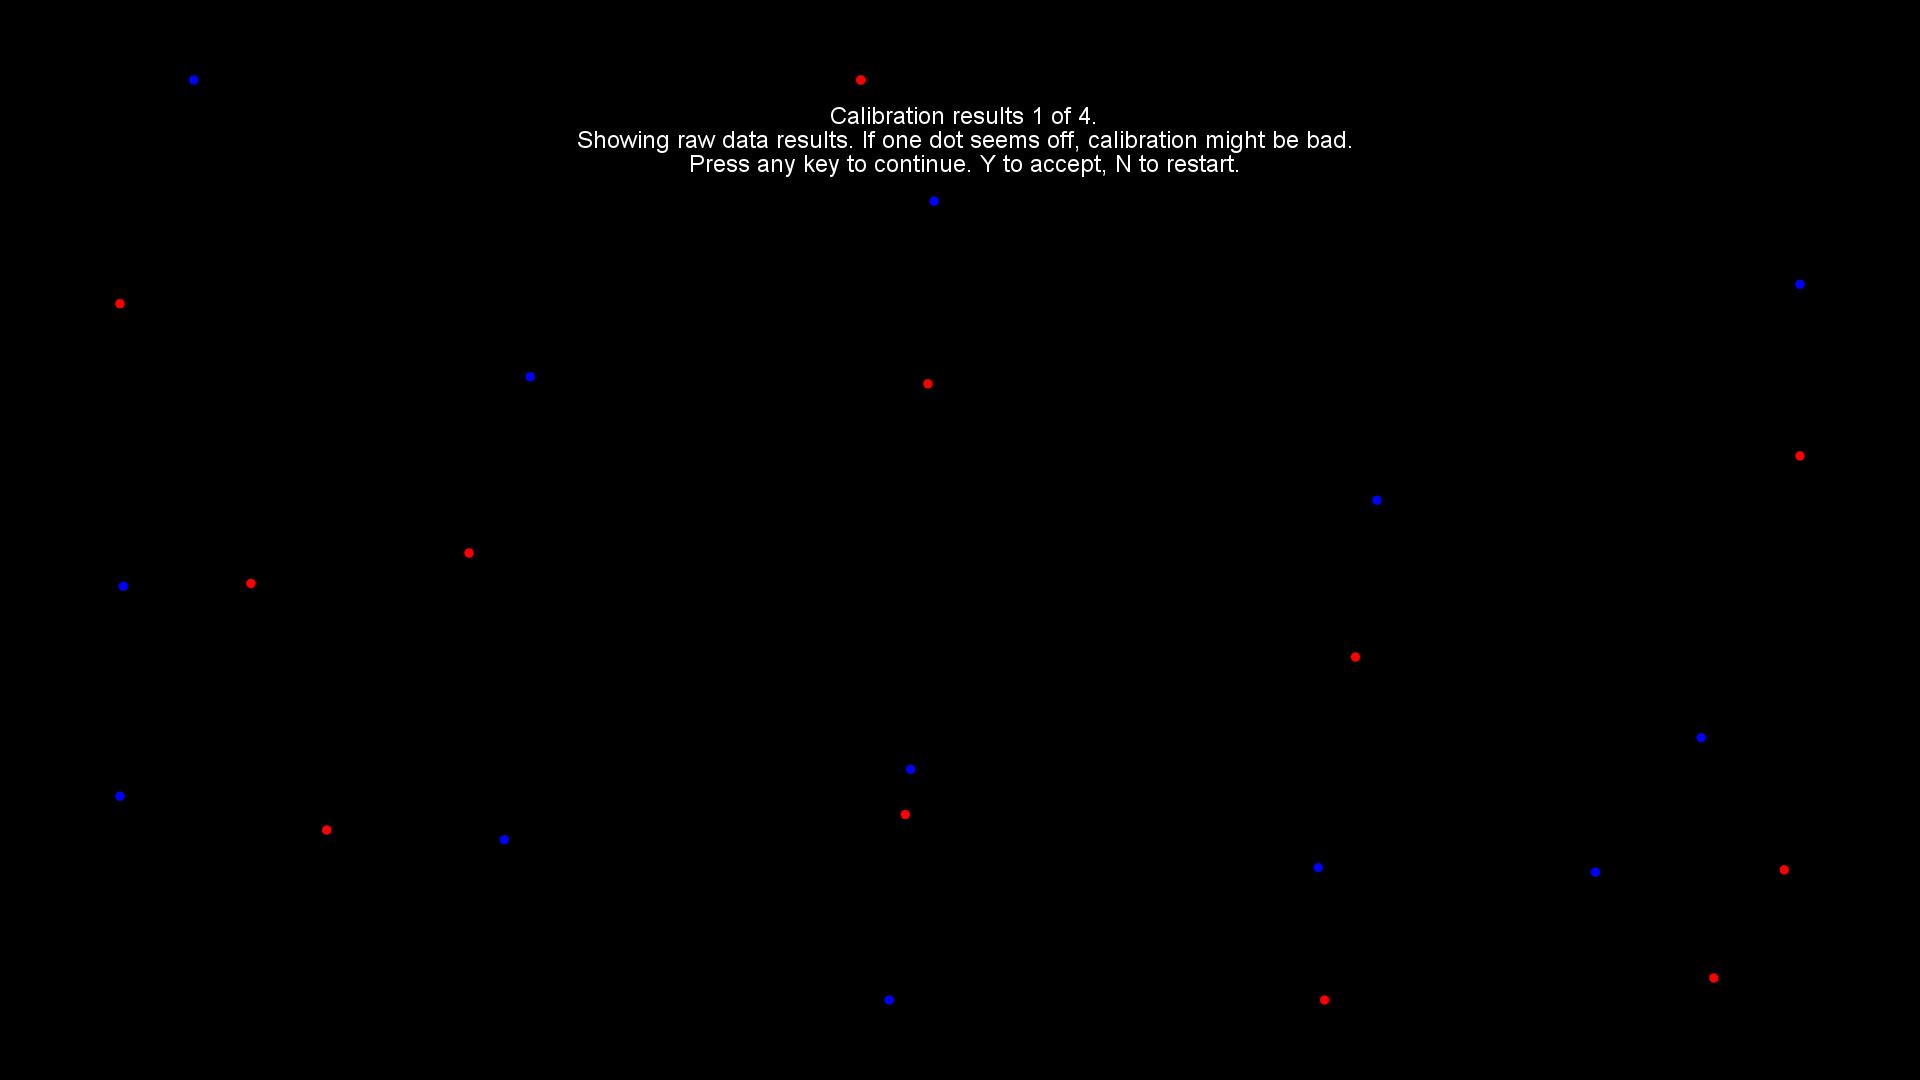 Calibration results 1 of 4.
Showing raw data results. If one dot seems off, calibration might be bad.
Press any key to continue. Y to accept, N to restart.